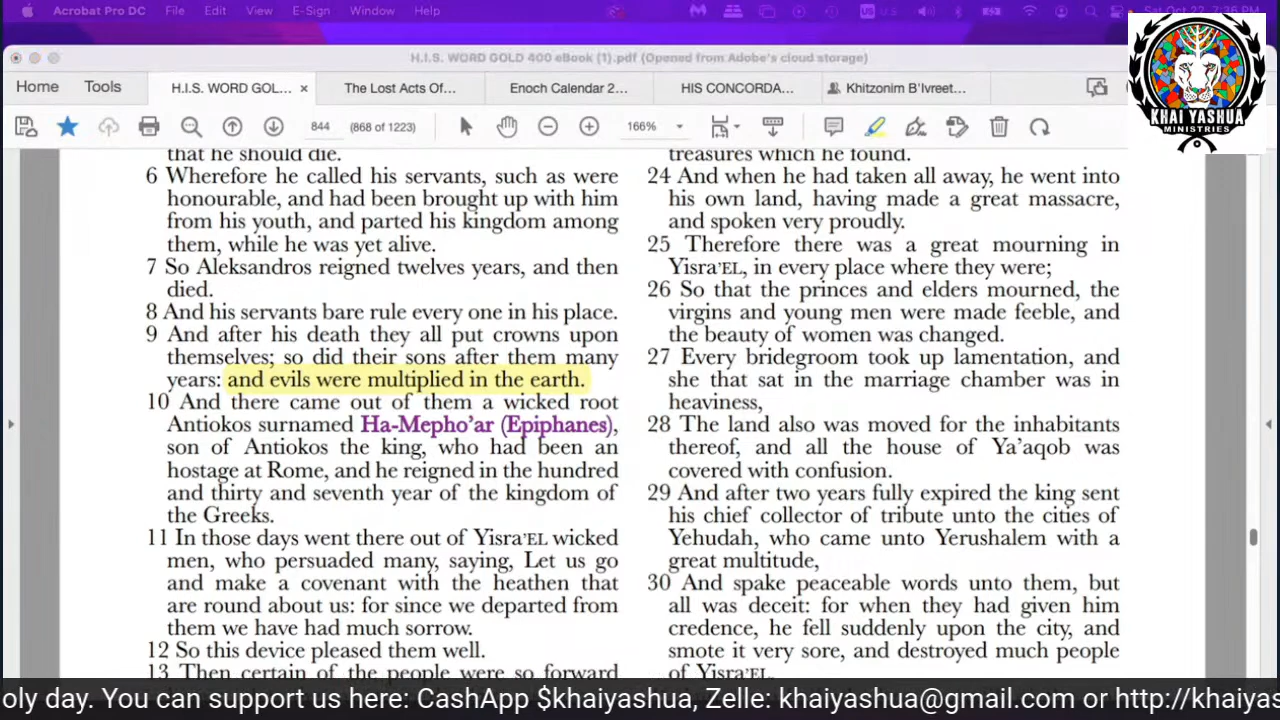 Acrobat Pro DC File Edit View E-Sign Window Help
Sat Oct 22 7:36 PM
H.I.S. WORD GOLD 400 eBook (1).pdf (Opened from Adobe's cloud storage)
Home Tools H.I.S. WORD GOL... × The Lost Acts Of... Enoch Calendar 2... HIS CONCORDA... Khitzonim B'Ivreet...
844 (868 of 1223) 166%
KHAI YASHUA
MINISTRIES
that he should die.
6 Wherefore he called his servants, such as were
honourable, and had been brought up with him
from his youth, and parted his kingdom among
them, while he was yet alive.
7 So Aleksandros reigned twelves years, and then
died.
8 And his servants bare rule every one in his place.
9 And after his death they all put crowns upon
themselves; so did their sons after them many
years: and evils were multiplied in the earth.
10 And there came out of them a wicked root
Antiokos surnamed Ha-Mepho'ar (Epiphanes),
son of Antiokos the king, who had been an
hostage at Rome, and he reigned in the hundred
and thirty and seventh year of the kingdom of
the Greeks.
11 In those days went there out of Yisra'EL wicked
men, who persuaded many, saying, Let us go
and make a covenant with the heathen that
are round about us: for since we departed from
them we have had much sorrow.
12 So this device pleased them well.
13 Then certain of the people were so forward
treasures which he found.
24 And when he had taken all away, he went into
his own land, having made a great massacre,
and spoken very proudly.
25 Therefore there was a great mourning in
Yisra'EL, in every place where they were;
26 So that the princes and elders mourned, the
virgins and young men were made feeble, and
the beauty of women was changed.
27 Every bridegroom took up lamentation, and
she that sat in the marriage chamber was in
heaviness,
28 The land also was moved for the inhabitants
thereof, and all the house of Ya'aqob was
covered with confusion.
29 And after two years fully expired the king sent
his chief collector of tribute unto the cities of
Yehudah, who came unto Yerushalem with a
great multitude,
30 And spake peaceable words unto them, but
all was deceit: for when they had given him
credence, he fell suddenly upon the city, and
smote it very sore, and destroyed much people
of Yisra'EL
oly day. You can support us here: CashApp $khaiyashua, Zelle: khaiyashua@gmail.com or http://khaiyas